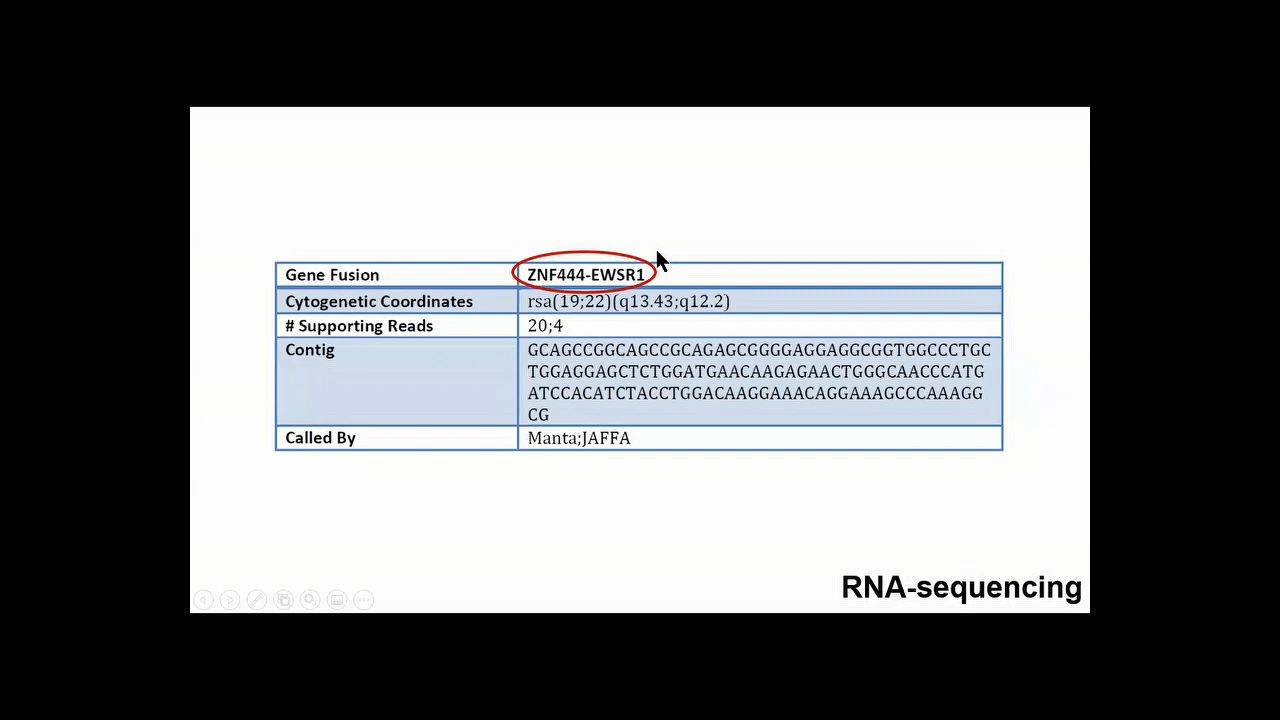 Gene Fusion ZNF444-EWSR1
Cytogenetic Coordinates rsa(19;22)(q13.43;q12.2)
# Supporting Reads 20;4
Contig GCAGCCGGCAGCCGCAGAGCGGGGAGGAGGCGGTGGCCCTGC
TGGAGGAGCTCTGGATGAACAAGAGAACTGGGCAACCCATG
ATCCACATCTACCTGGACAAGGAAACAGGAAAGCCCAAAGG
CG
Called By Manta;JAFFA
RNA-sequencing